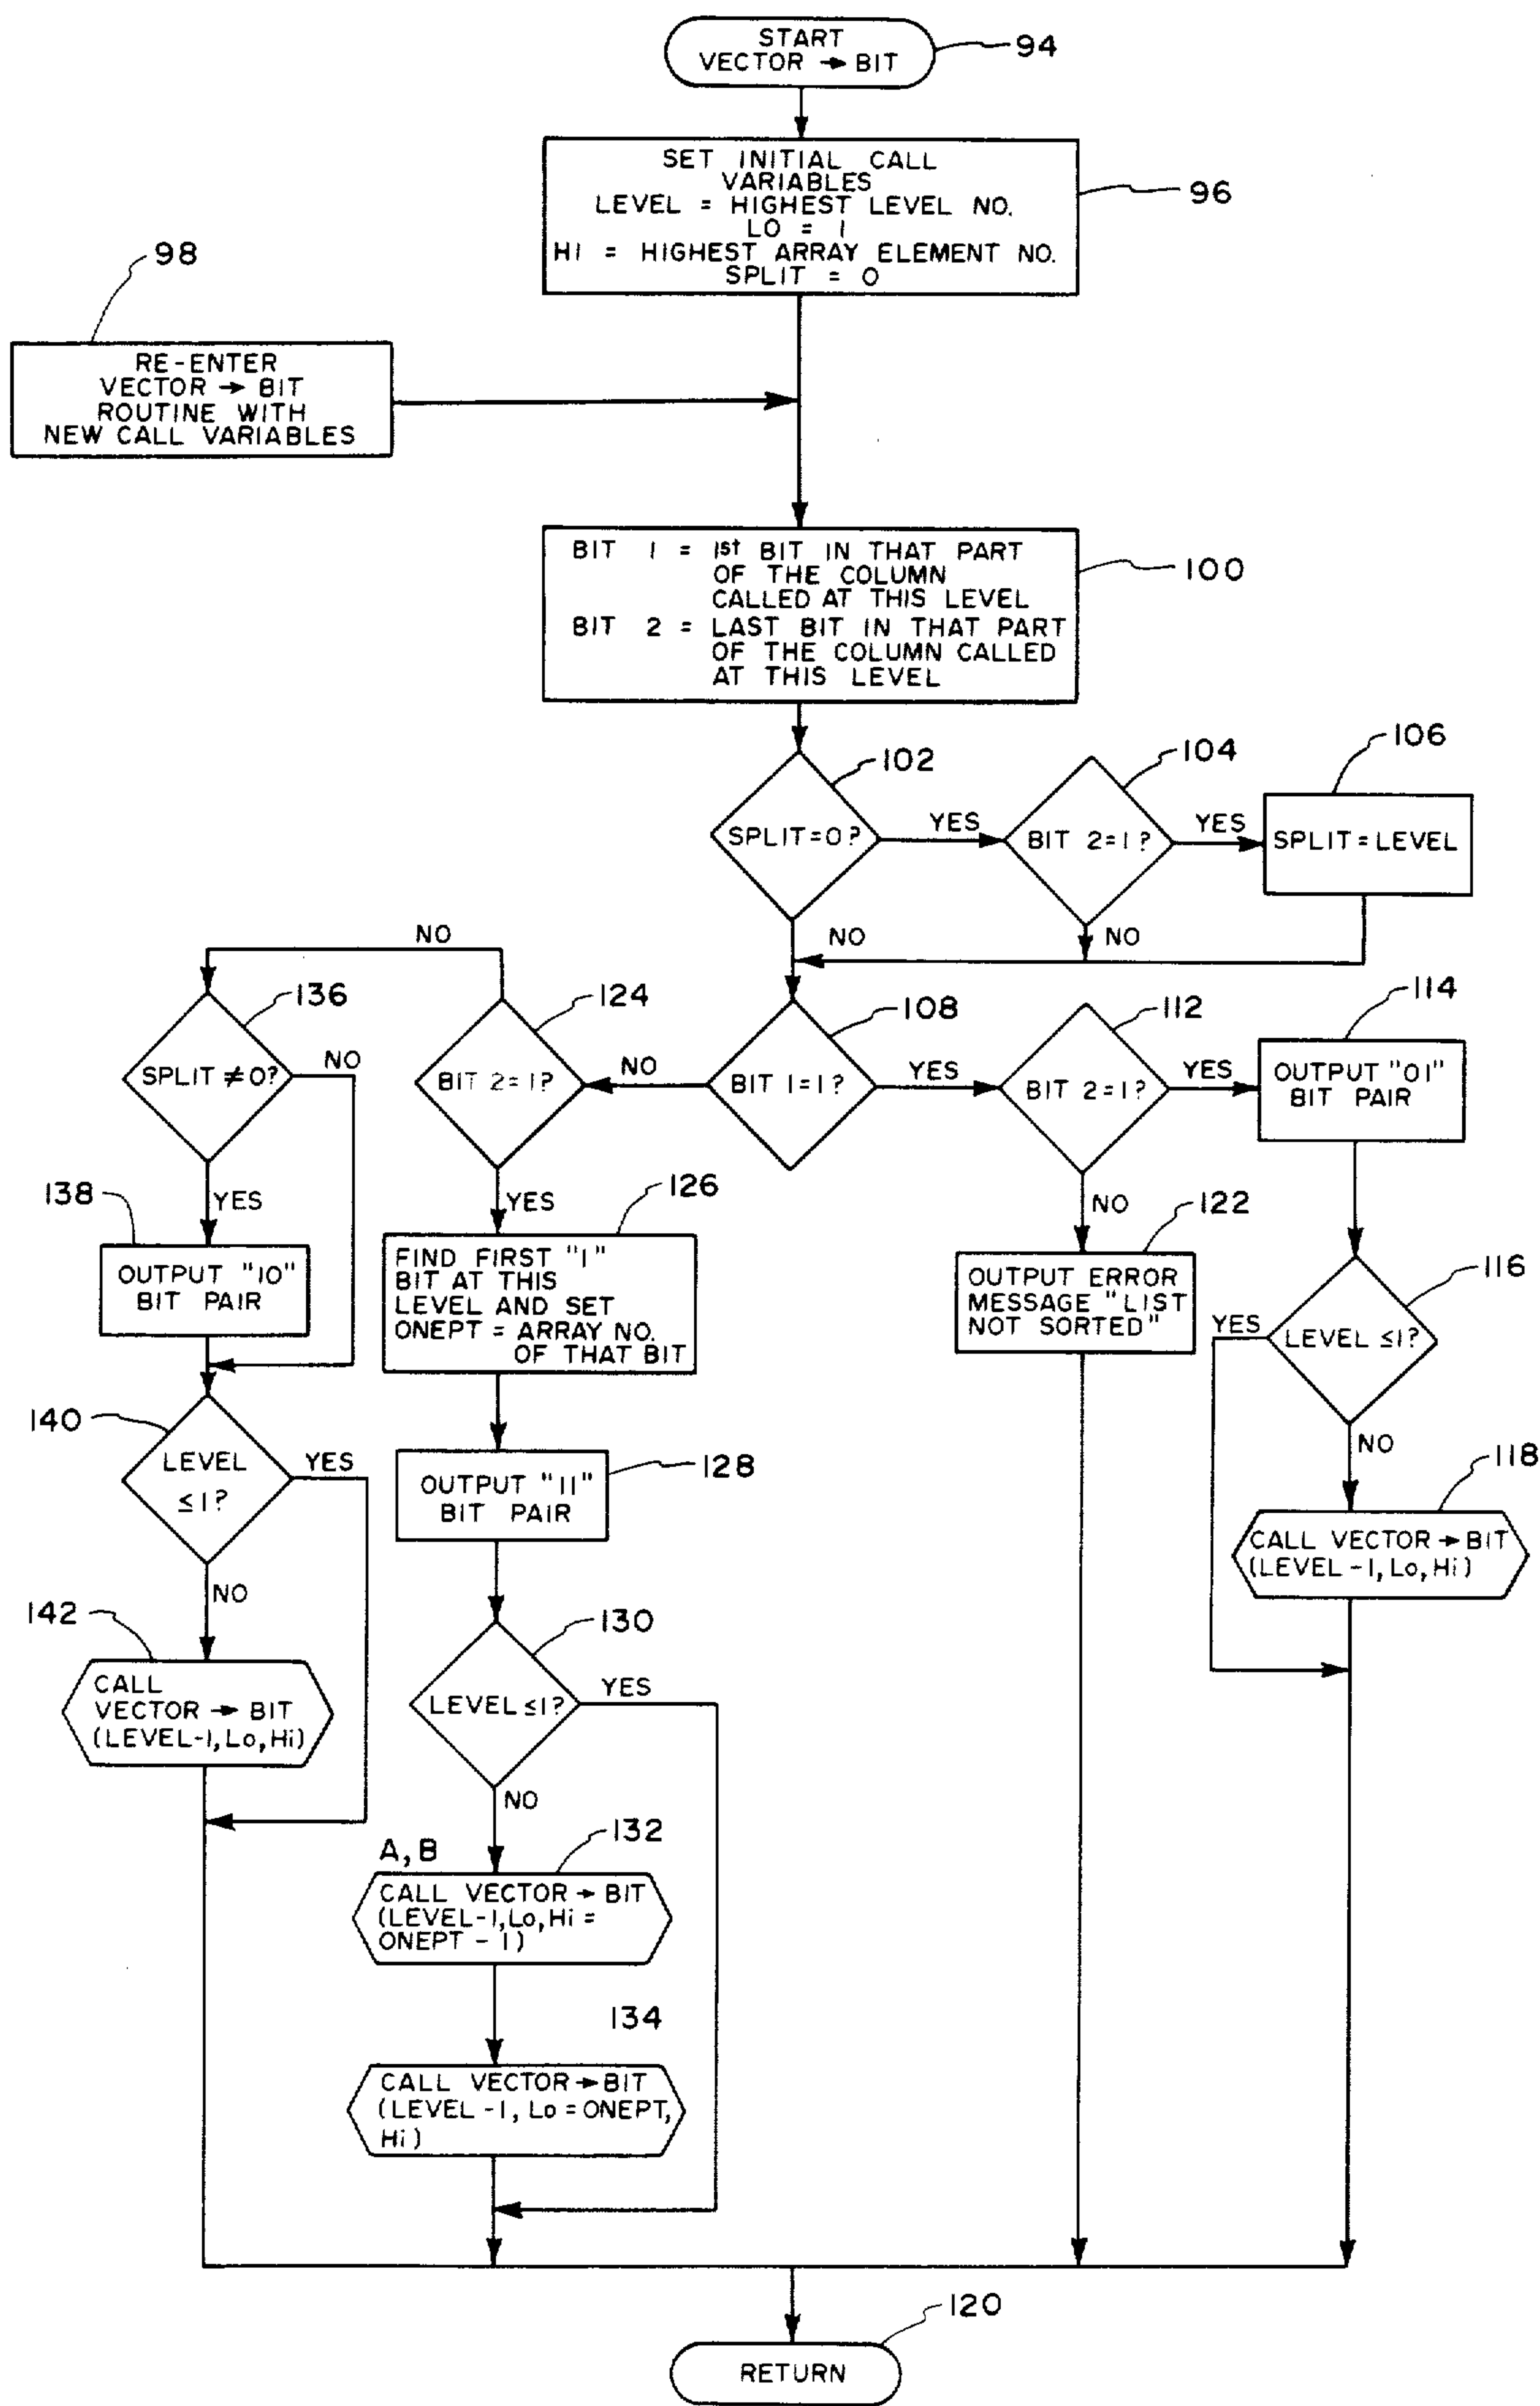 START
VECTOR → BIT
94
SET INITIAL CALL
VARIABLES
LEVEL = HIGHEST LEVEL NO.
LO = 1
HI = HIGHEST ARRAY ELEMENT NO.
SPLIT = 0
96
98
RE-ENTER
VECTOR → BIT
ROUTINE WITH
NEW CALL VARIABLES
BIT 1 = 1st BIT IN THAT PART
OF THE COLUMN
CALLED AT THIS LEVEL
BIT 2 = LAST BIT IN THAT PART
OF THE COLUMN CALLED
AT THIS LEVEL
100
102
SPLIT=0?
YES
NO
104
BIT 2=1?
YES
NO
106
SPLIT=LEVEL
NO
136
SPLIT ≠ 0?
NO
YES
124
BIT 2=1?
NO
YES
108
BIT 1=1?
YES
112
BIT 2=1?
YES
NO
114
OUTPUT "01"
BIT PAIR
138
OUTPUT "10"
BIT PAIR
126
FIND FIRST "1"
BIT AT THIS
LEVEL AND SET
ONEPT = ARRAY NO.
OF THAT BIT
122
OUTPUT ERROR
MESSAGE "LIST
NOT SORTED"
116
YES
LEVEL ≤1?
NO
140
LEVEL
≤1?
YES
NO
128
OUTPUT "11"
BIT PAIR
118
CALL VECTOR → BIT
(LEVEL-1, Lo, Hi)
142
CALL
VECTOR → BIT
(LEVEL-1, Lo, Hi)
130
LEVEL ≤1?
YES
NO
A, B
132
CALL VECTOR → BIT
(LEVEL-1, Lo, Hi =
ONEPT - 1)
134
CALL VECTOR → BIT
(LEVEL -1, Lo = ONEPT,
Hi)
120
RETURN